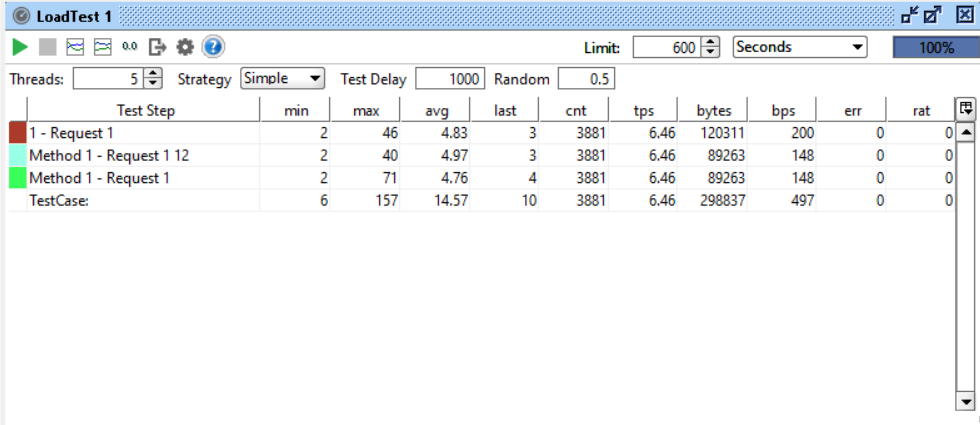 LoadTest 1
0.0 Limit: 600 Seconds 100%
Threads: 5 Strategy Simple Test Delay 1000 Random 0.5
Test Step min max avg last cnt tps bytes bps err rat
1 - Request 1 2 46 4.83 3 3881 6.46 120311 200 0 0
Method 1 - Request 1 12 2 40 4.97 3 3881 6.46 89263 148 0 0
Method 1 - Request 1 2 71 4.76 4 3881 6.46 89263 148 0 0
TestCase: 6 157 14.57 10 3881 6.46 298837 497 0 0